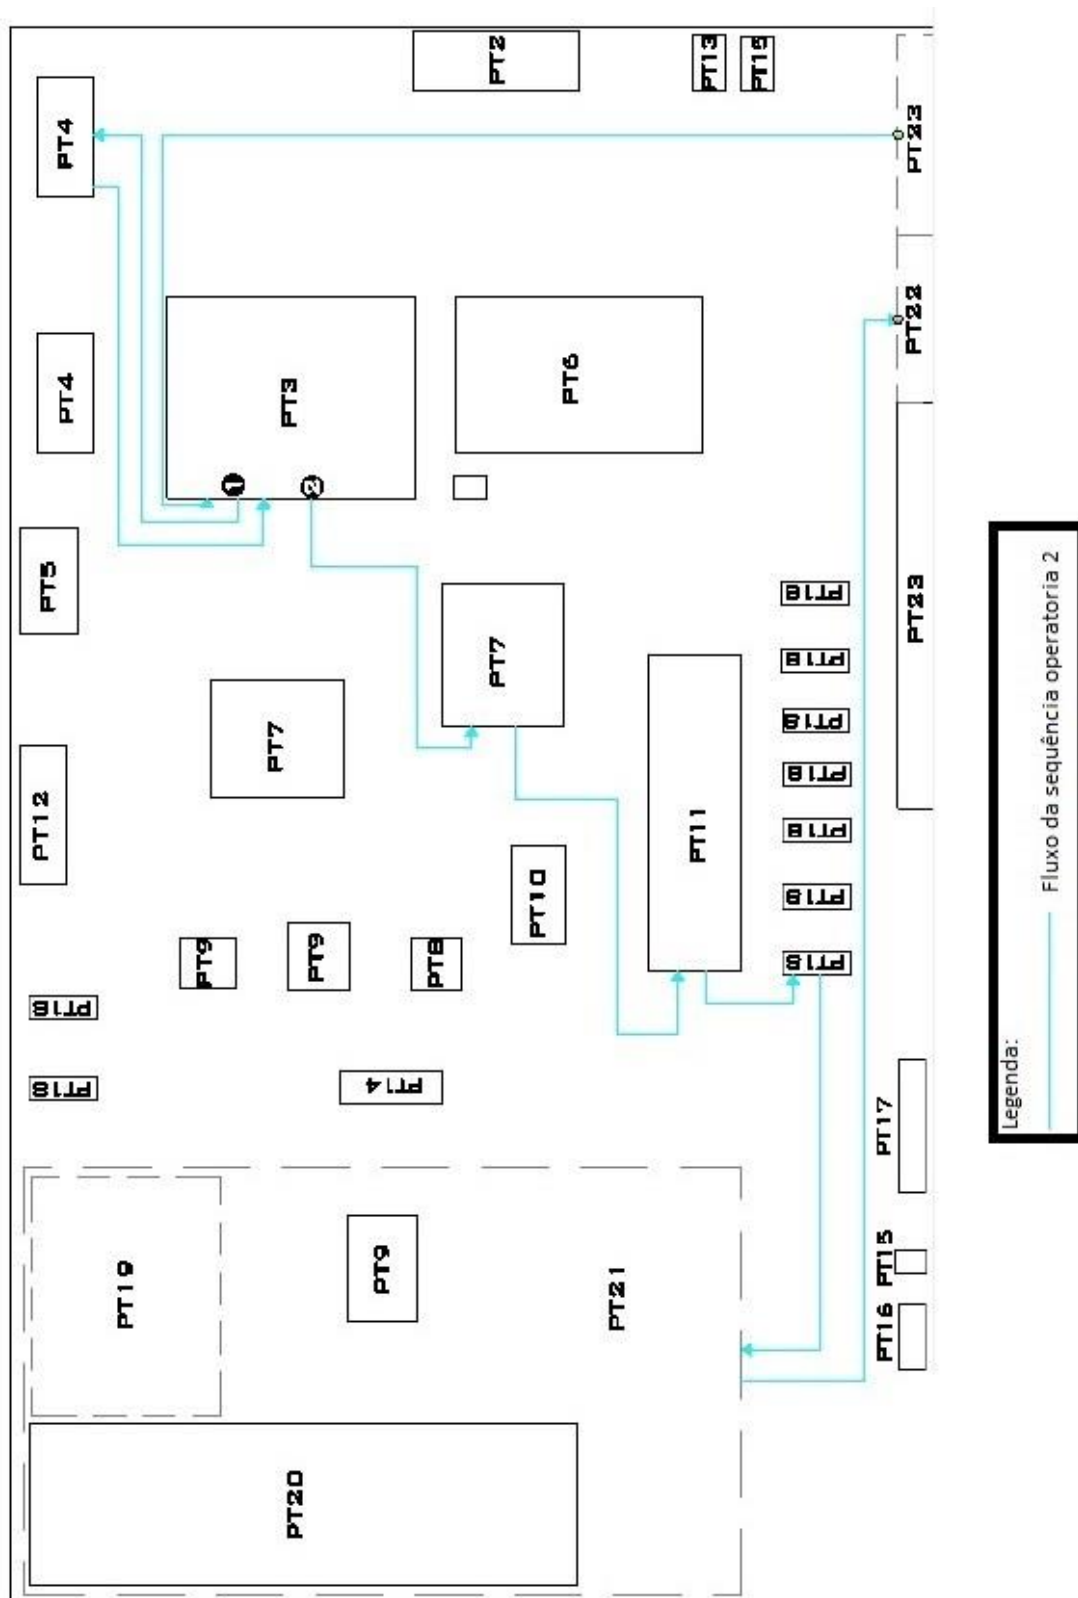 PT2
PT13
PT15
PT4
PT23
PT22
PT3
PT6
PT4
1
2
PT5
PT7
PT7
PT23
PT18
PT18
PT18
PT18
PT18
PT18
PT18
PT12
PT11
PT10
PT9
PT9
PT8
PT18
PT18
PT14
PT17
PT19
PT9
PT21
PT15
PT16
PT20
Legenda:
Fluxo da sequência operatoria 2